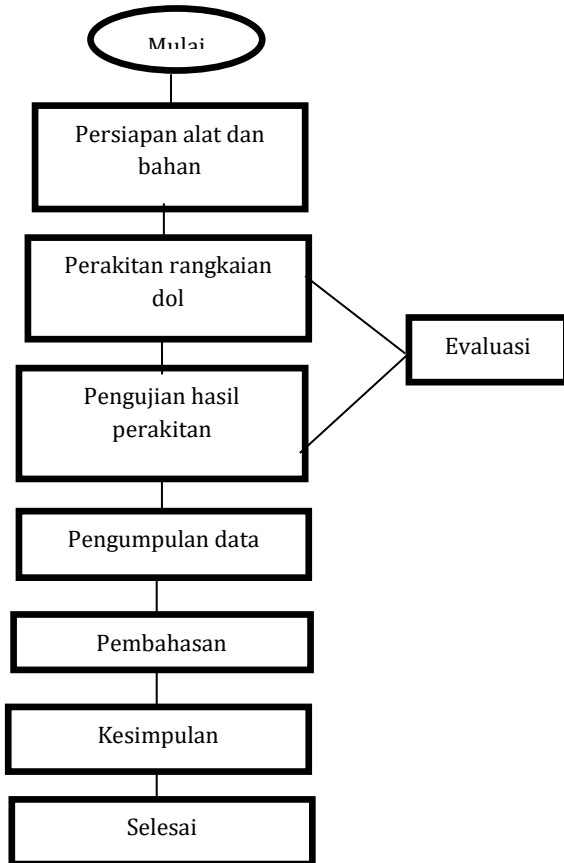 Mulai
Persiapan alat dan
bahan
Perakitan rangkaian
dol
Evaluasi
Pengujian hasil
perakitan
Pengumpulan data
Pembahasan
Kesimpulan
Selesai